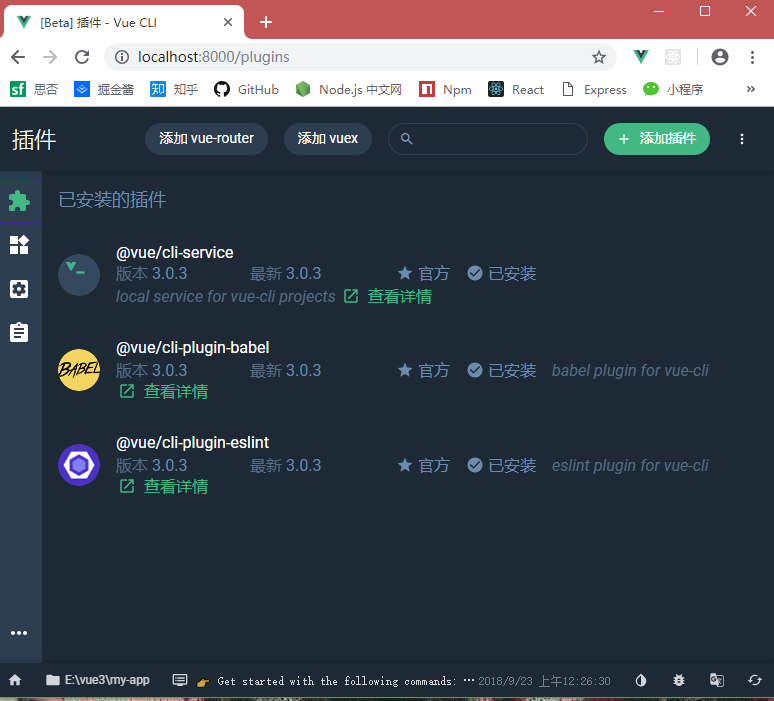 [Beta] 插件 - Vue CLI
localhost:8000/plugins
sf 思否 掘金酱 知 知乎 GitHub Node.js 中文网 Npm React Express 小程序 »
插件 添加 vue-router 添加 vuex + 添加插件
已安装的插件
@vue/cli-service
版本 3.0.3 最新 3.0.3 官方 已安装
local service for vue-cli projects 查看详情
BABEL
@vue/cli-plugin-babel
版本 3.0.3 最新 3.0.3 官方 已安装 babel plugin for vue-cli
查看详情
@vue/cli-plugin-eslint
版本 3.0.3 最新 3.0.3 官方 已安装 eslint plugin for vue-cli
查看详情
E:\vue3\my-app Get started with the following commands: ··· 2018/9/23 上午12:26:30